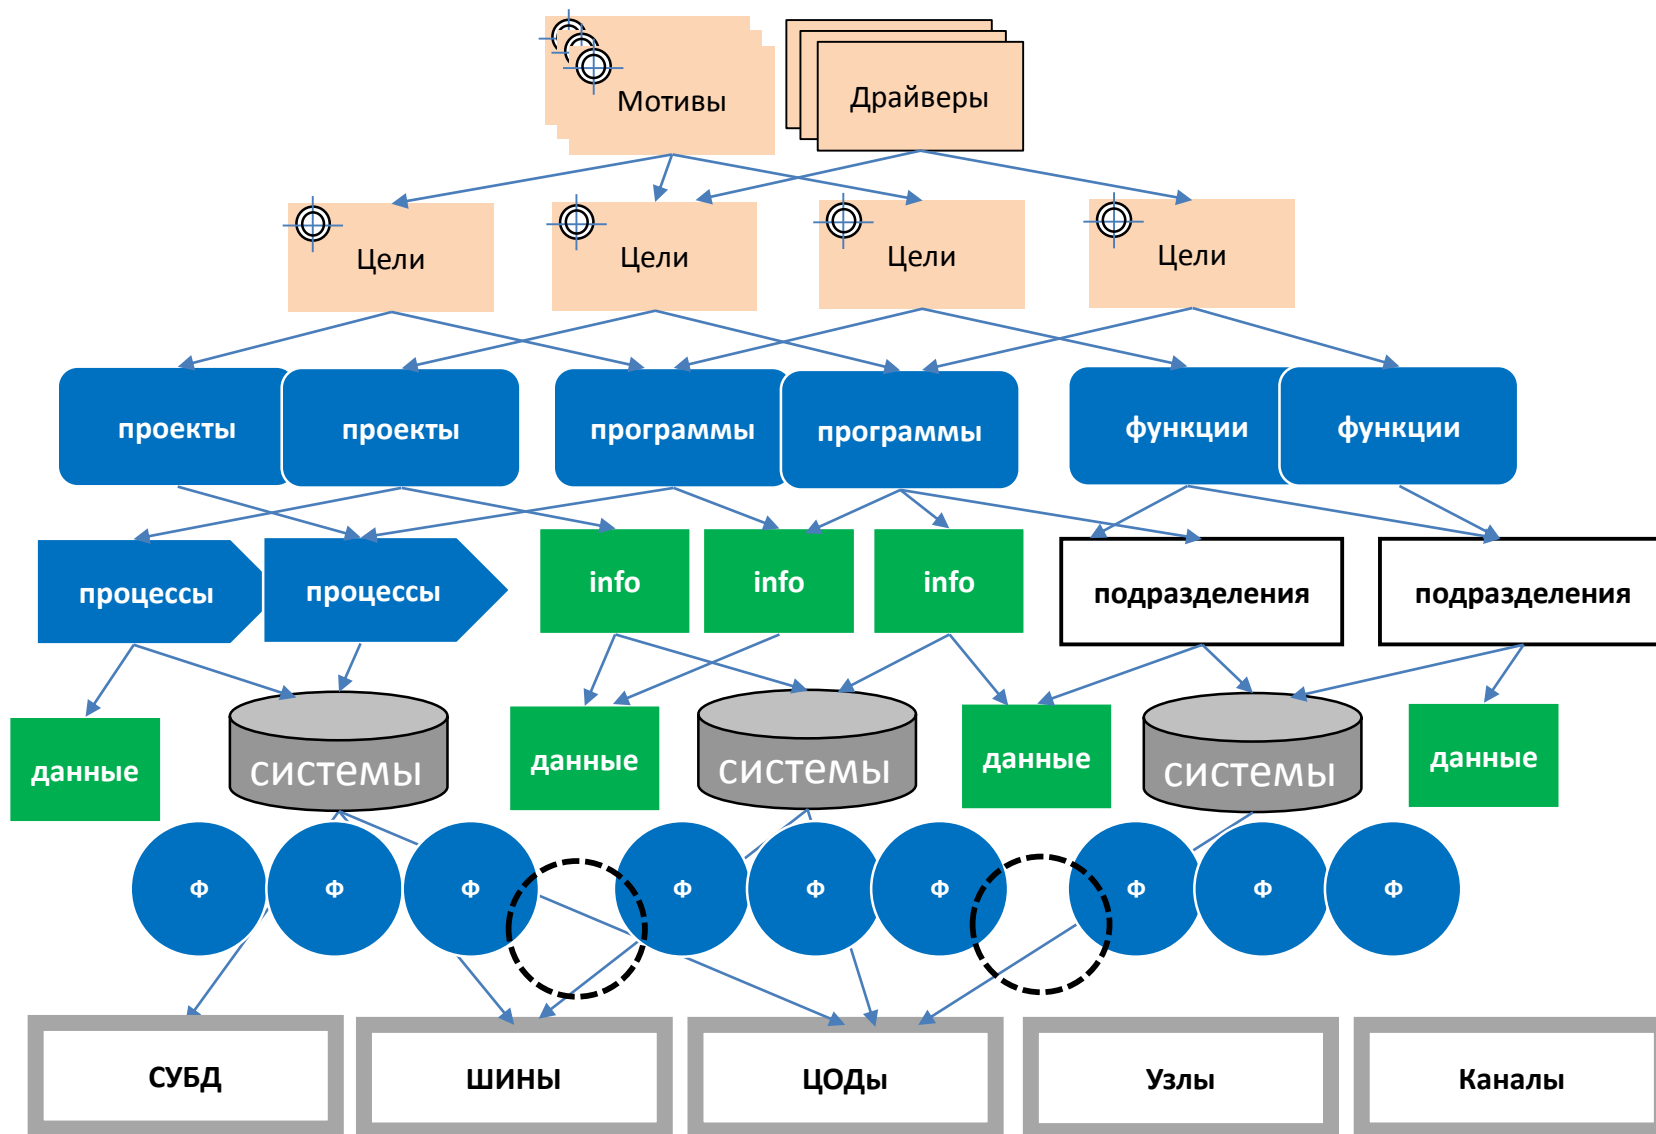 Мотивы
Драйверы
Цели
Цели
Цели
Цели
проекты
проекты
программы
программы
функции
функции
процессы
процессы
info
info
info
подразделения
подразделения
данные
системы
данные
системы
данные
системы
данные
Ф
Ф
Ф
Ф
Ф
Ф
Ф
Ф
Ф
СУБД
ШИНЫ
ЦОДы
Узлы
Каналы